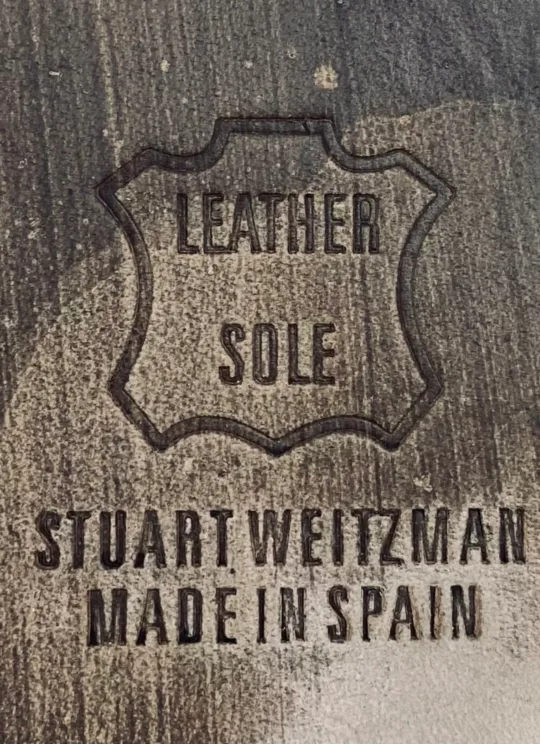 LEATHER
SOLE
STUART WEITZMAN
MADE IN SPAIN